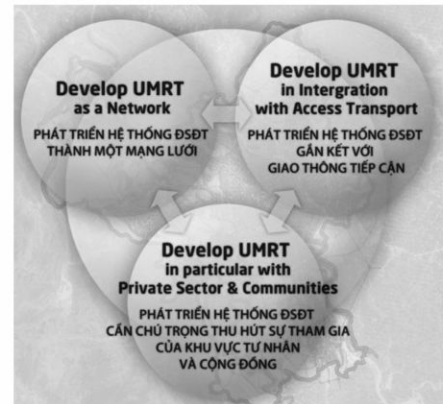 Develop UMRT
as a Network
PHÁT TRIỂN HỆ THỐNG ĐSĐT
THÀNH MỘT MẠNG LƯỚI
Develop UMRT
in Intergration
with Access Transport
PHÁT TRIỂN HỆ THỐNG ĐSĐT
GẮN KẾT VỚI
GIAO THÔNG TIẾP CẬN
Develop UMRT
in particular with
Private Sector & Communities
PHÁT TRIỂN HỆ THỐNG ĐSĐT
CẦN CHÚ TRỌNG THU HÚT SỰ THAM GIA
CỦA KHU VỰC TƯ NHÂN
VÀ CỘNG ĐỒNG